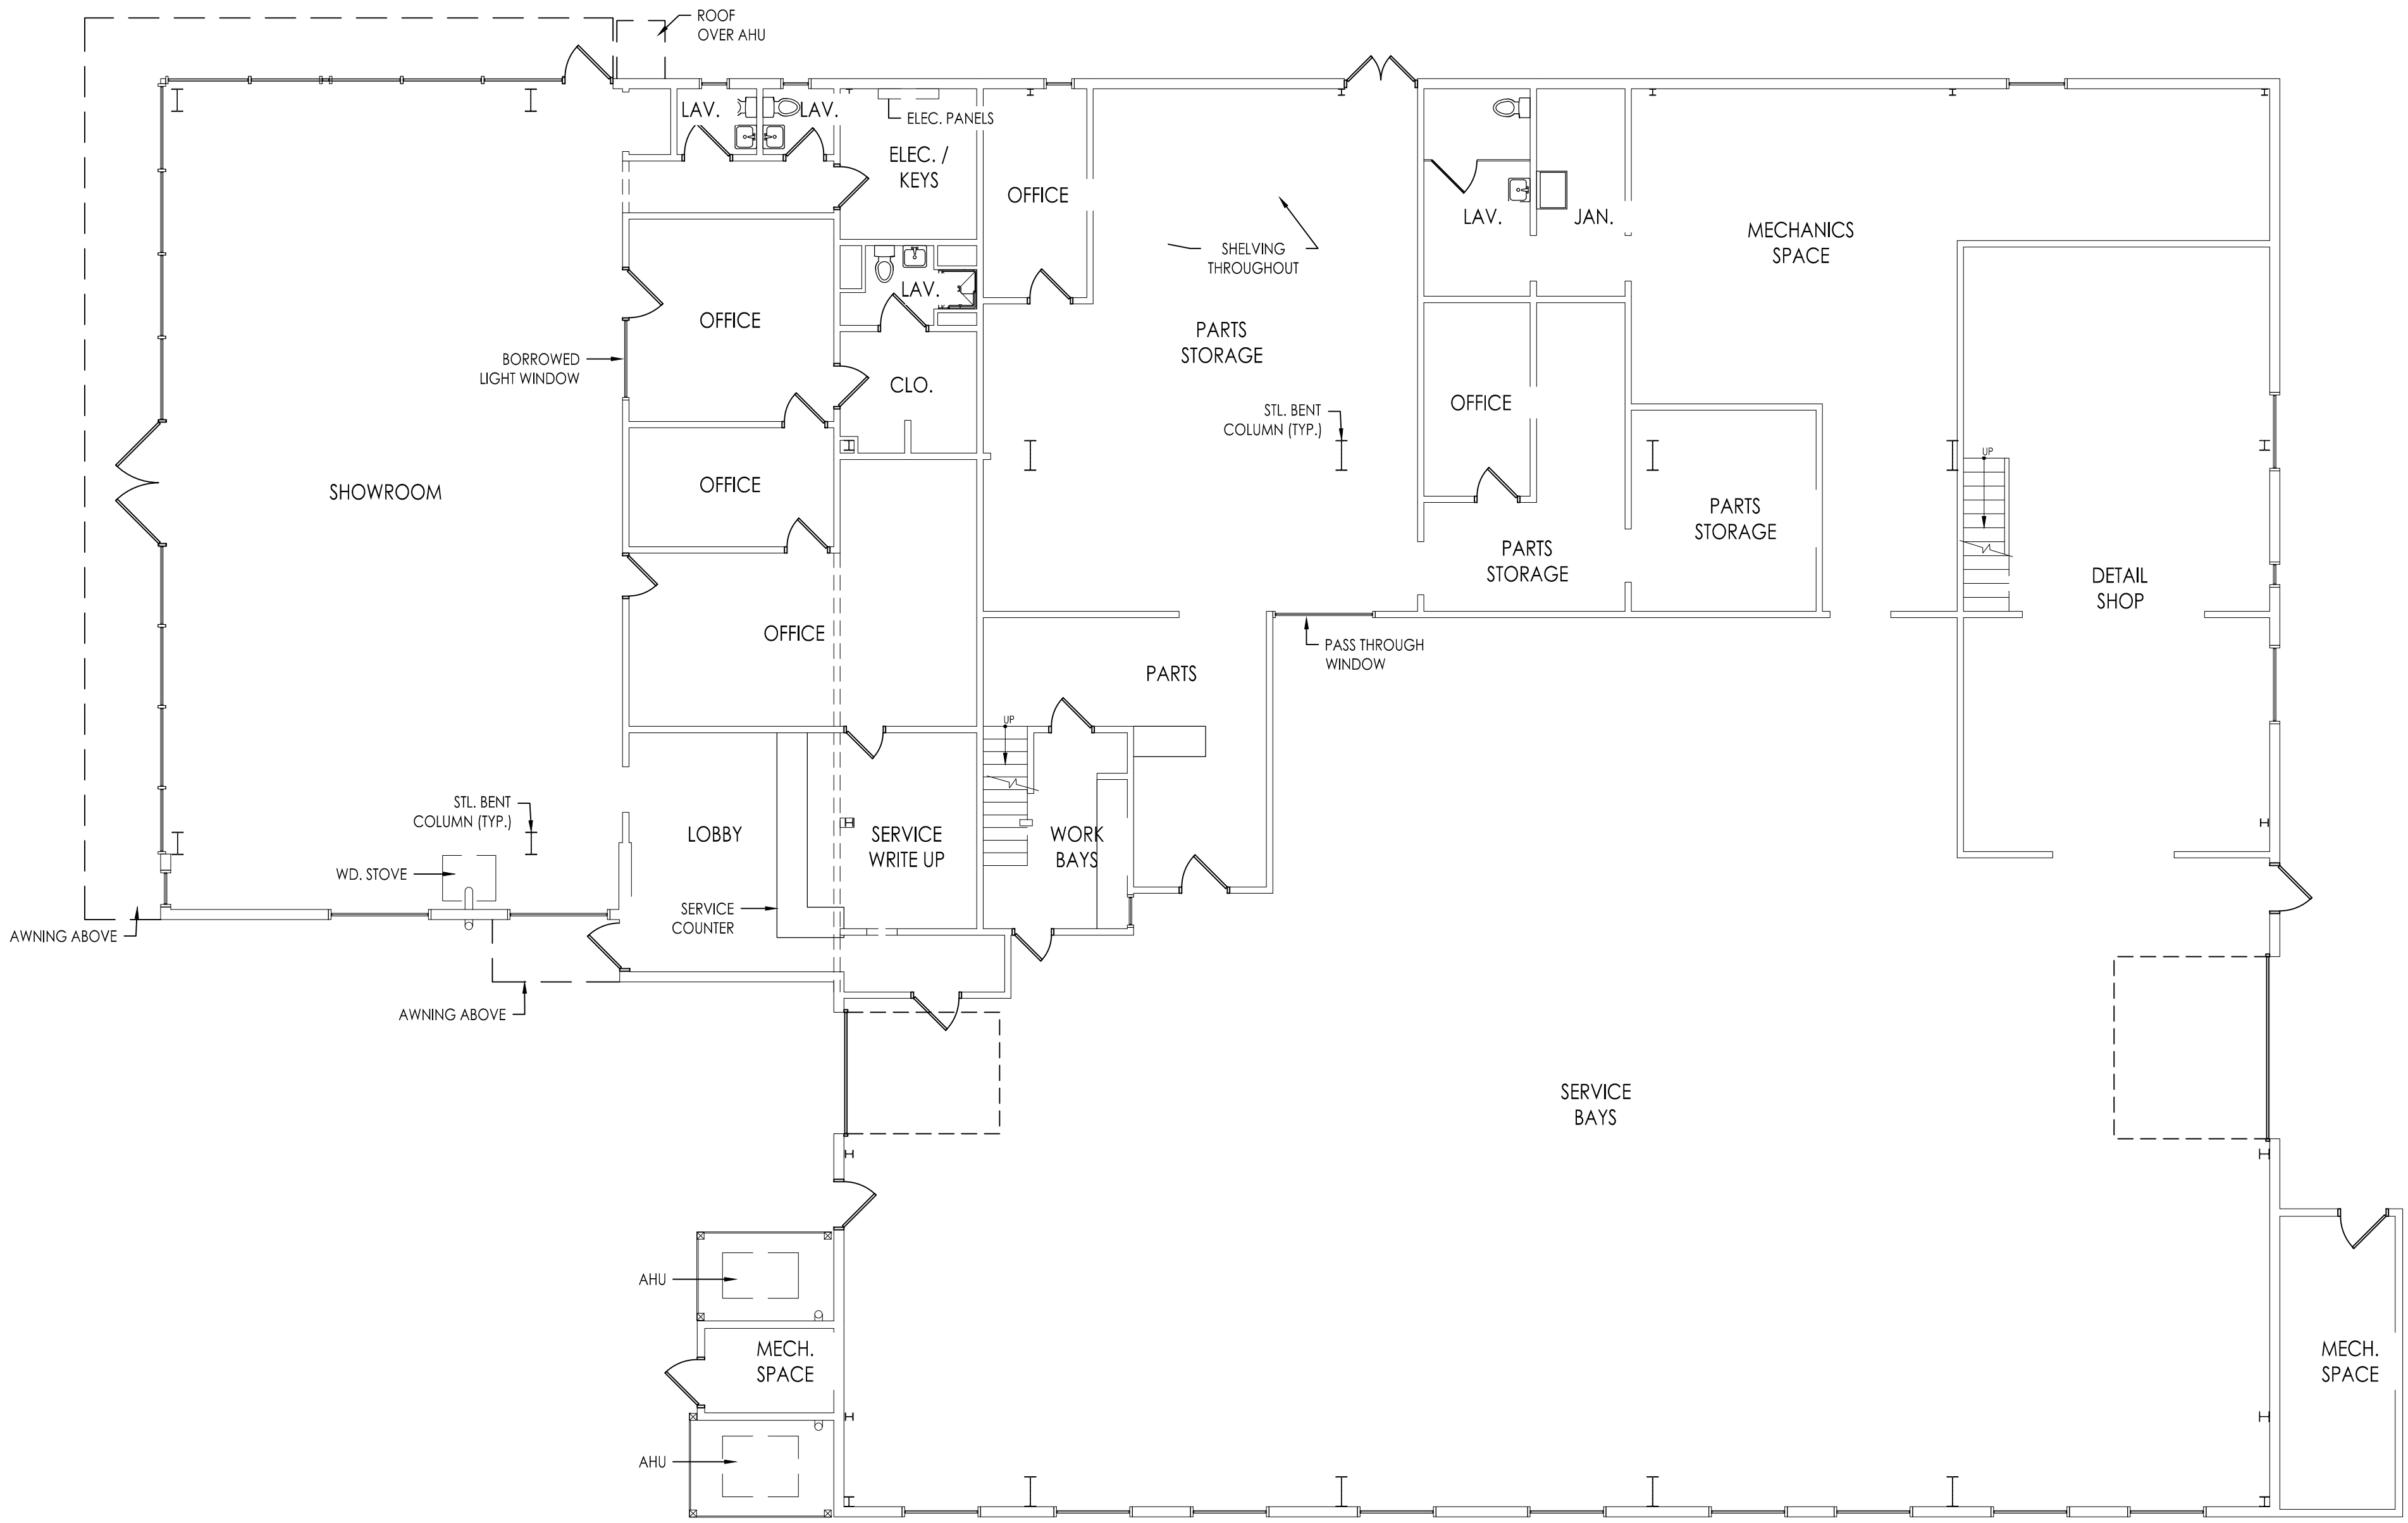 ROOF
OVER AHU
LAV.
LAV.
ELEC. PANELS
ELEC. /
KEYS
OFFICE
SHELVING
THROUGHOUT
LAV.
JAN.
MECHANICS
SPACE
LAV.
OFFICE
BORROWED
LIGHT WINDOW
CLO.
PARTS
STORAGE
STL. BENT
COLUMN (TYP.)
OFFICE
UP
SHOWROOM
OFFICE
PARTS
STORAGE
PARTS
STORAGE
DETAIL
SHOP
OFFICE
PASS THROUGH
WINDOW
PARTS
UP
STL. BENT
COLUMN (TYP.)
LOBBY
SERVICE
WRITE UP
WORK
BAYS
WD. STOVE
SERVICE
COUNTER
AWNING ABOVE
AWNING ABOVE
SERVICE
BAYS
AHU
MECH.
SPACE
MECH.
SPACE
AHU